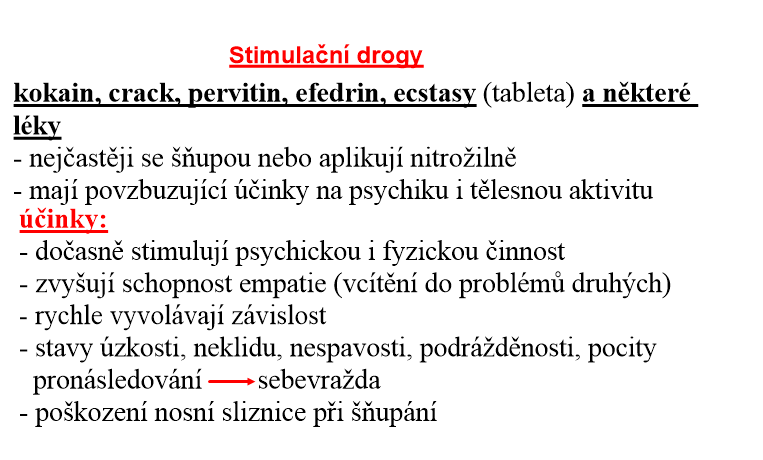 Stimulační drogy
kokain, crack, pervitin, efedrin, ecstasy (tableta) a některé
léky
- nejčastěji se šňupou nebo aplikují nitrožilně
- mají povzbuzující účinky na psychiku i tělesnou aktivitu
účinky:
- dočasně stimulují psychickou i fyzickou činnost
- zvyšují schopnost empatie (vcítění do problémů druhých)
- rychle vyvolávají závislost
- stavy úzkosti, neklidu, nespavosti, podrážděnosti, pocity
pronásledování → sebevražda
- poškození nosní sliznice při šňupání